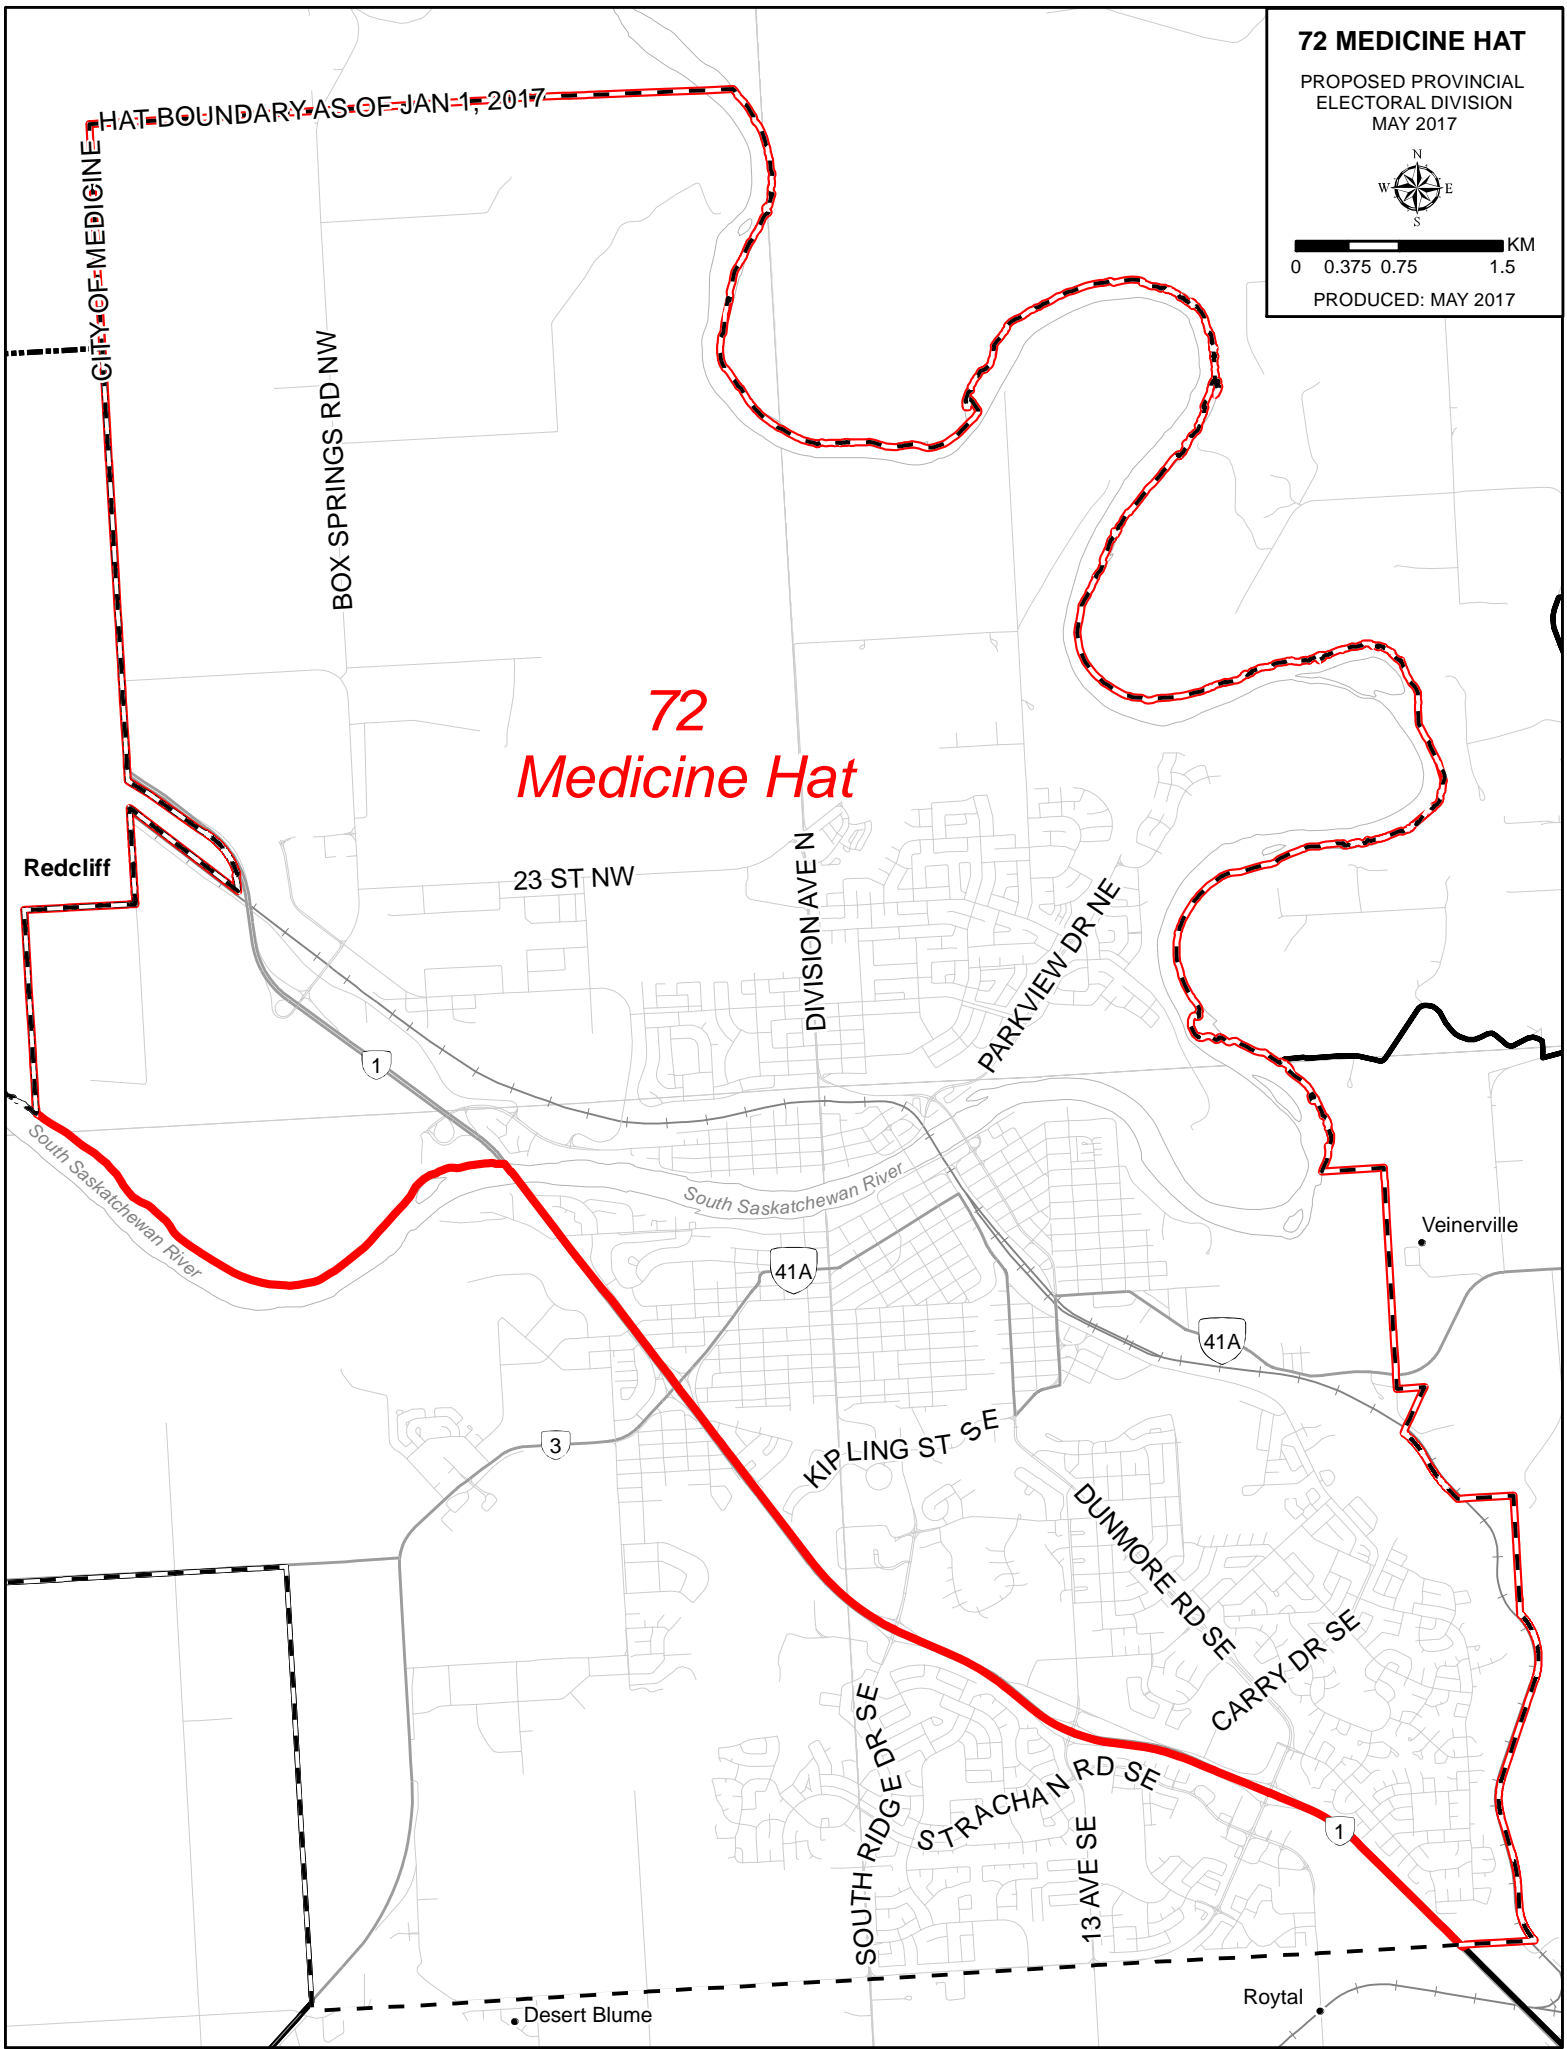 72 MEDICINE HAT
PROPOSED PROVINCIAL
ELECTORAL DIVISION
MAY 2017
N
W E
S
KM
0 0.375 0.75 1.5
PRODUCED: MAY 2017
CITY OF MEDICINE HAT BOUNDARY AS OF JAN 1, 2017
BOX SPRINGS RD NW
72
Medicine Hat
Redcliff
23 ST NW
DIVISION AVE N
PARKVIEW DR NE
1
South Saskatchewan River
South Saskatchewan River
Veinerville
41A
41A
3
KIPLING ST SE
DUNMORE RD SE
CARRY DR SE
SOUTH RIDGE DR SE
STRACHAN RD SE
13 AVE SE
1
Desert Blume
Roytal